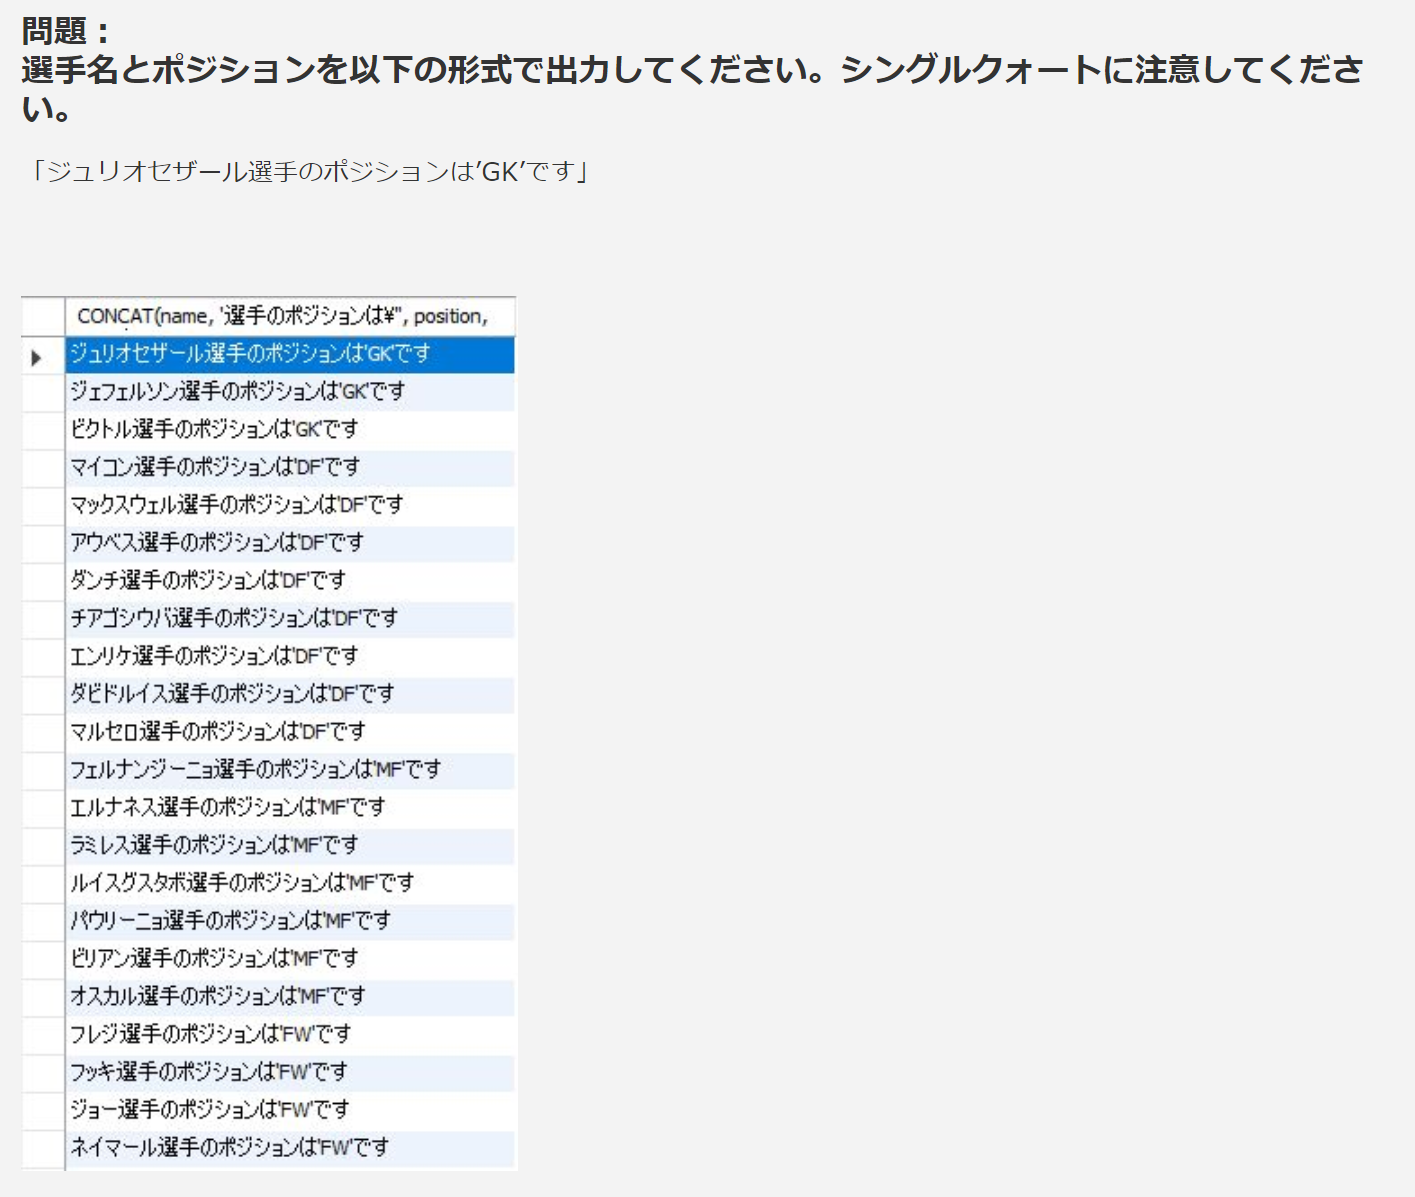 問題：
選手名とポジションを以下の形式で出力してください。シングルクォートに注意してくださ
い。
「ジュリオセザール選手のポジションは’GK’です」
CONCAT(name, '選手のポジションは¥'', position,
ジュリオセザール選手のポジションは'GK'です
ジェフェルソン選手のポジションは'GK'です
ビクトル選手のポジションは'GK'です
マイコン選手のポジションは'DF'です
マックスウェル選手のポジションは'DF'です
アウベス選手のポジションは'DF'です
ダンチ選手のポジションは'DF'です
チアゴシウバ選手のポジションは'DF'です
エンリケ選手のポジションは'DF'です
ダビドルイス選手のポジションは'DF'です
マルセロ選手のポジションは'DF'です
フェルナンジーニョ選手のポジションは'MF'です
エルナネス選手のポジションは'MF'です
ラミレス選手のポジションは'MF'です
ルイスグスタボ選手のポジションは'MF'です
パウリーニョ選手のポジションは'MF'です
ビリアン選手のポジションは'MF'です
オスカル選手のポジションは'MF'です
フレジ選手のポジションは'FW'です
フッキ選手のポジションは'FW'です
ジョー選手のポジションは'FW'です
ネイマール選手のポジションは'FW'です